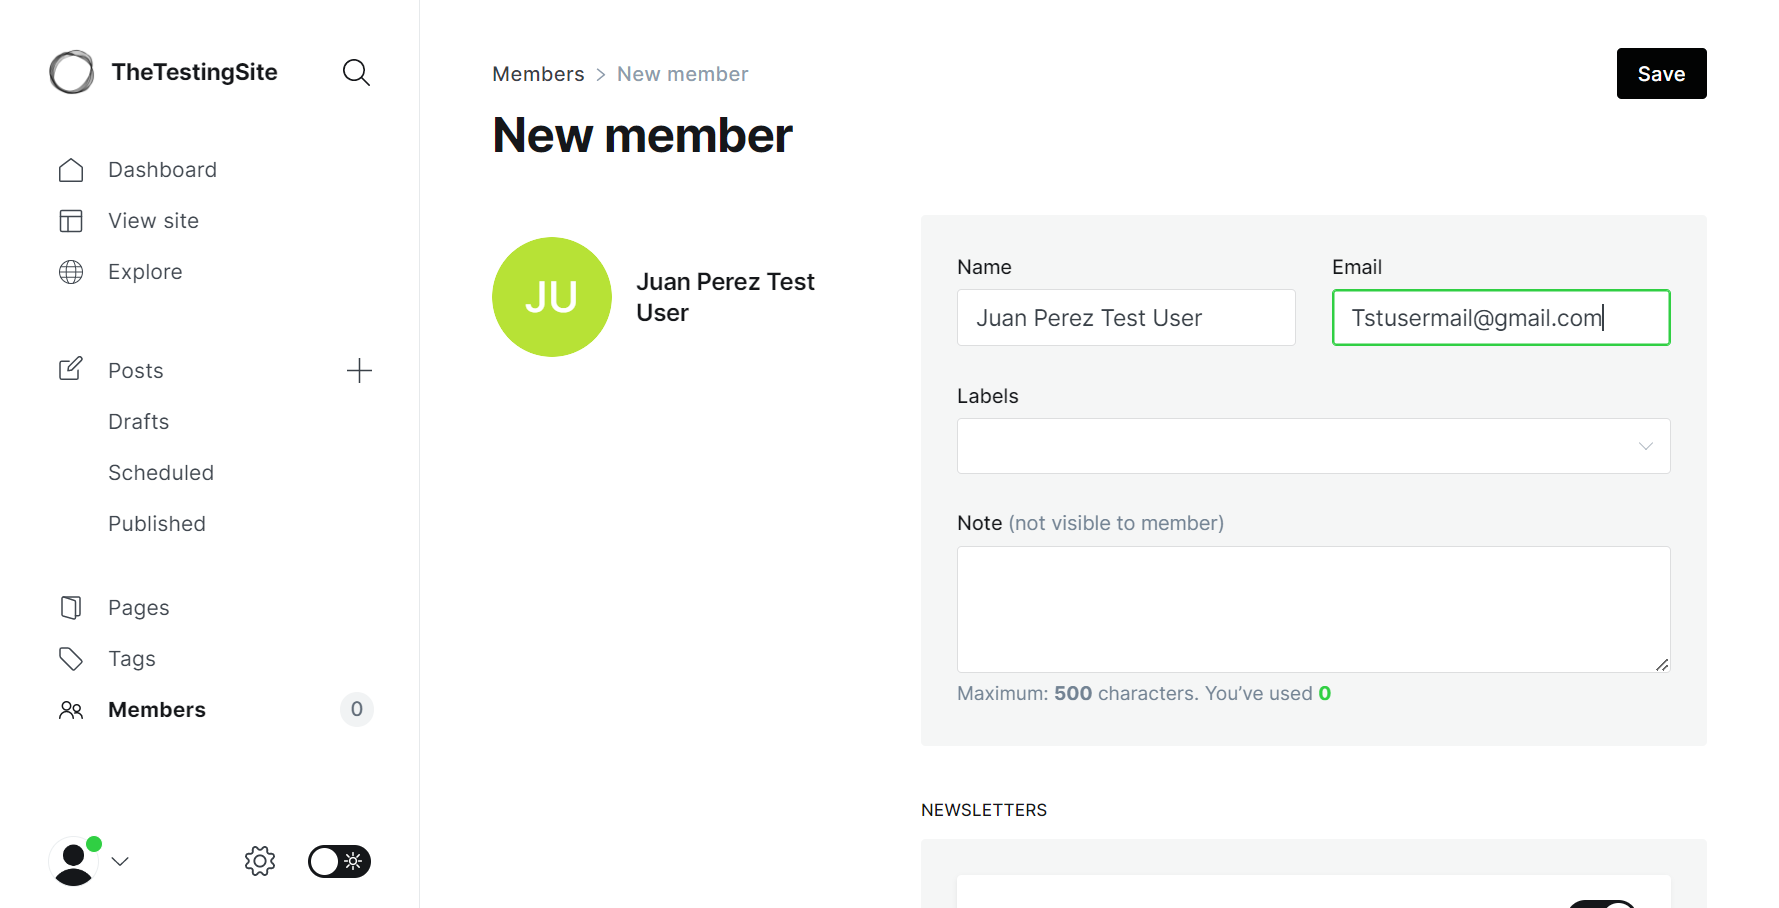 TheTestingSite
Dashboard
View site
Explore
Posts
Drafts
Scheduled
Published
Pages
Tags
Members 0
Members > New member
New member
Save
JU
Juan Perez Test
User
Name
Juan Perez Test User
Email
Tstusermail@gmail.com
Labels
Note (not visible to member)
Maximum: 500 characters. You’ve used 0
NEWSLETTERS